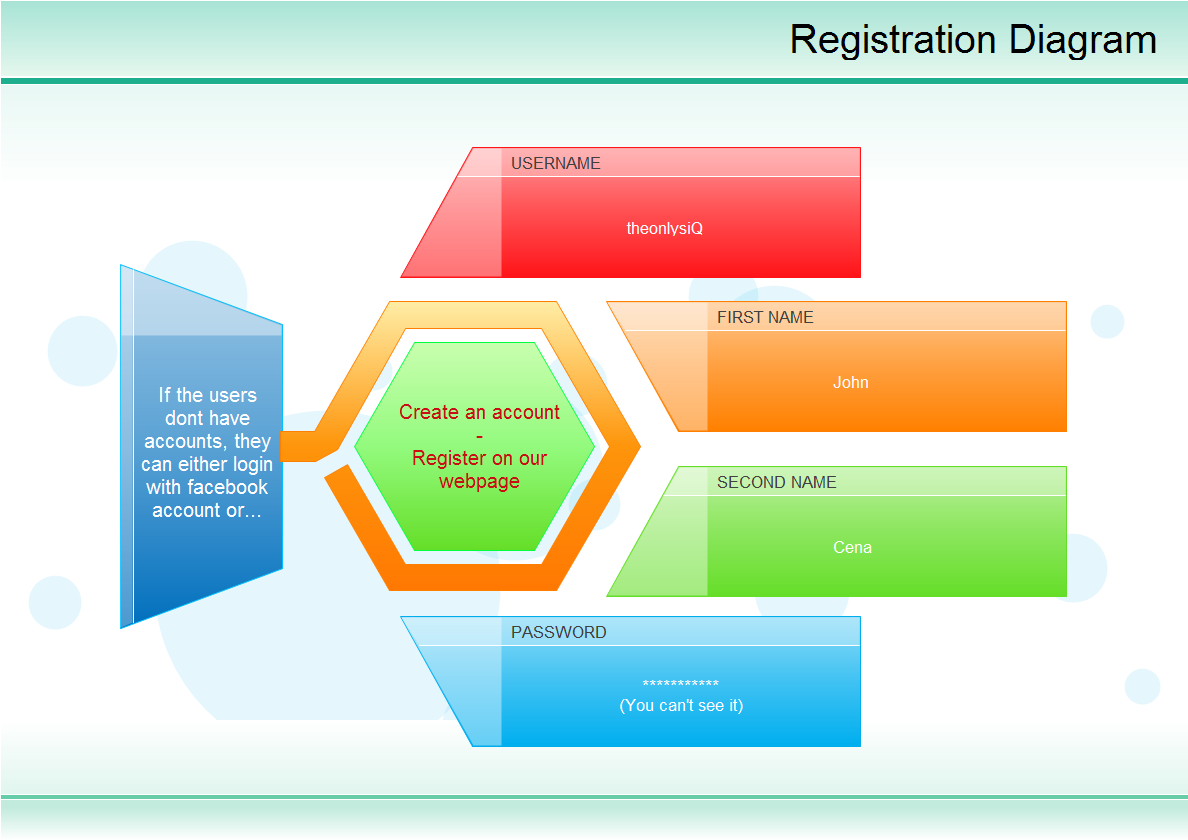 Registration Diagram
USERNAME
theonlysiQ
FIRST NAME
John
If the users
dont have
accounts, they
can either login
with facebook
account or...
Create an account
-
Register on our
webpage
SECOND NAME
Cena
PASSWORD
***********
(You can't see it)